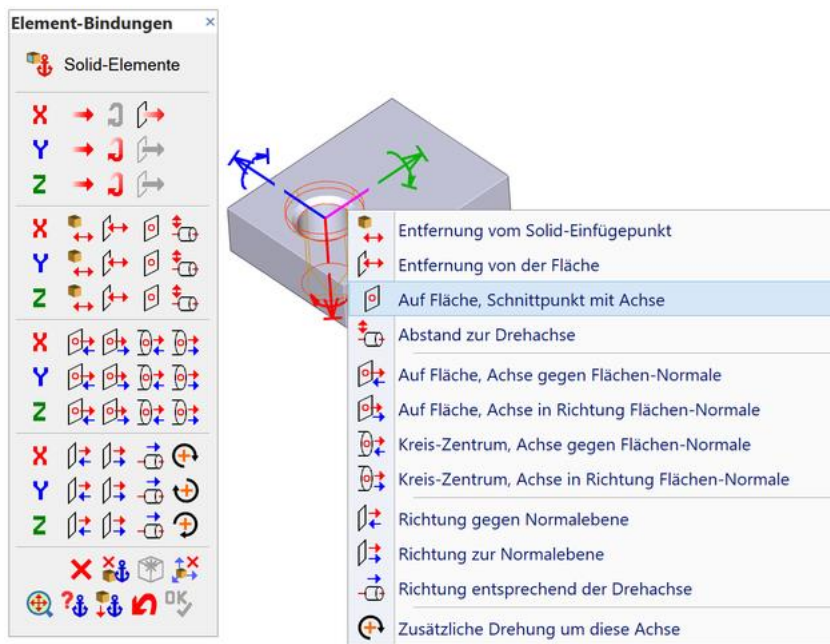 Element-Bindungen ×
Solid-Elemente
X
Y
Z
X
Y
Z
X
Y
Z
X
Y
Z
OK
Entfernung vom Solid-Einfügepunkt
Entfernung von der Fläche
Auf Fläche, Schnittpunkt mit Achse
Abstand zur Drehachse
Auf Fläche, Achse gegen Flächen-Normale
Auf Fläche, Achse in Richtung Flächen-Normale
Kreis-Zentrum, Achse gegen Flächen-Normale
Kreis-Zentrum, Achse in Richtung Flächen-Normale
Richtung gegen Normalebene
Richtung zur Normalebene
Richtung entsprechend der Drehachse
Zusätzliche Drehung um diese Achse